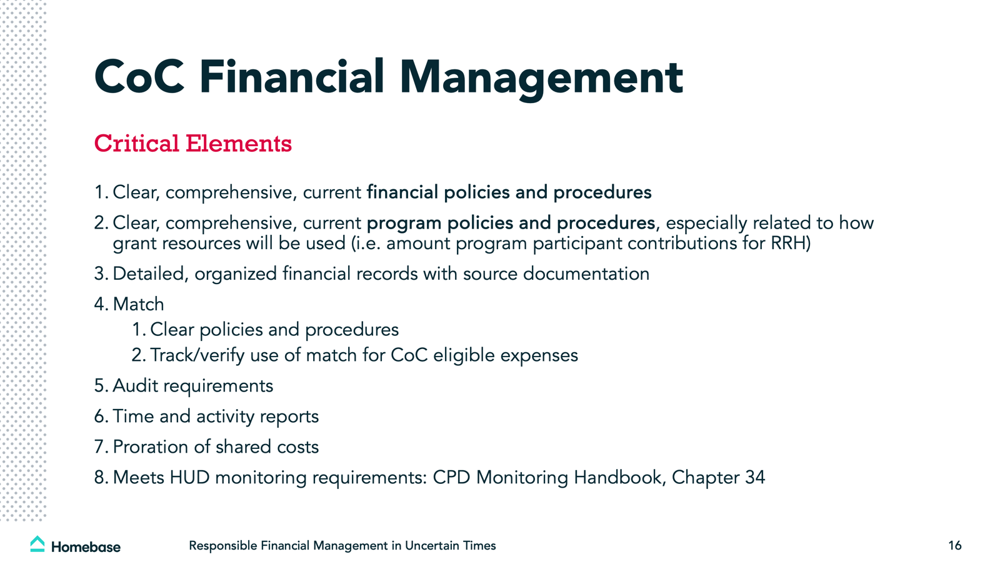 CoC Financial Management
Critical Elements
1. Clear, comprehensive, current financial policies and procedures
2. Clear, comprehensive, current program policies and procedures, especially related to how
grant resources will be used (i.e. amount program participant contributions for RRH)
3. Detailed, organized financial records with source documentation
4. Match
1. Clear policies and procedures
2. Track/verify use of match for CoC eligible expenses
5. Audit requirements
6. Time and activity reports
7. Proration of shared costs
8. Meets HUD monitoring requirements: CPD Monitoring Handbook, Chapter 34
Homebase
Responsible Financial Management in Uncertain Times
16